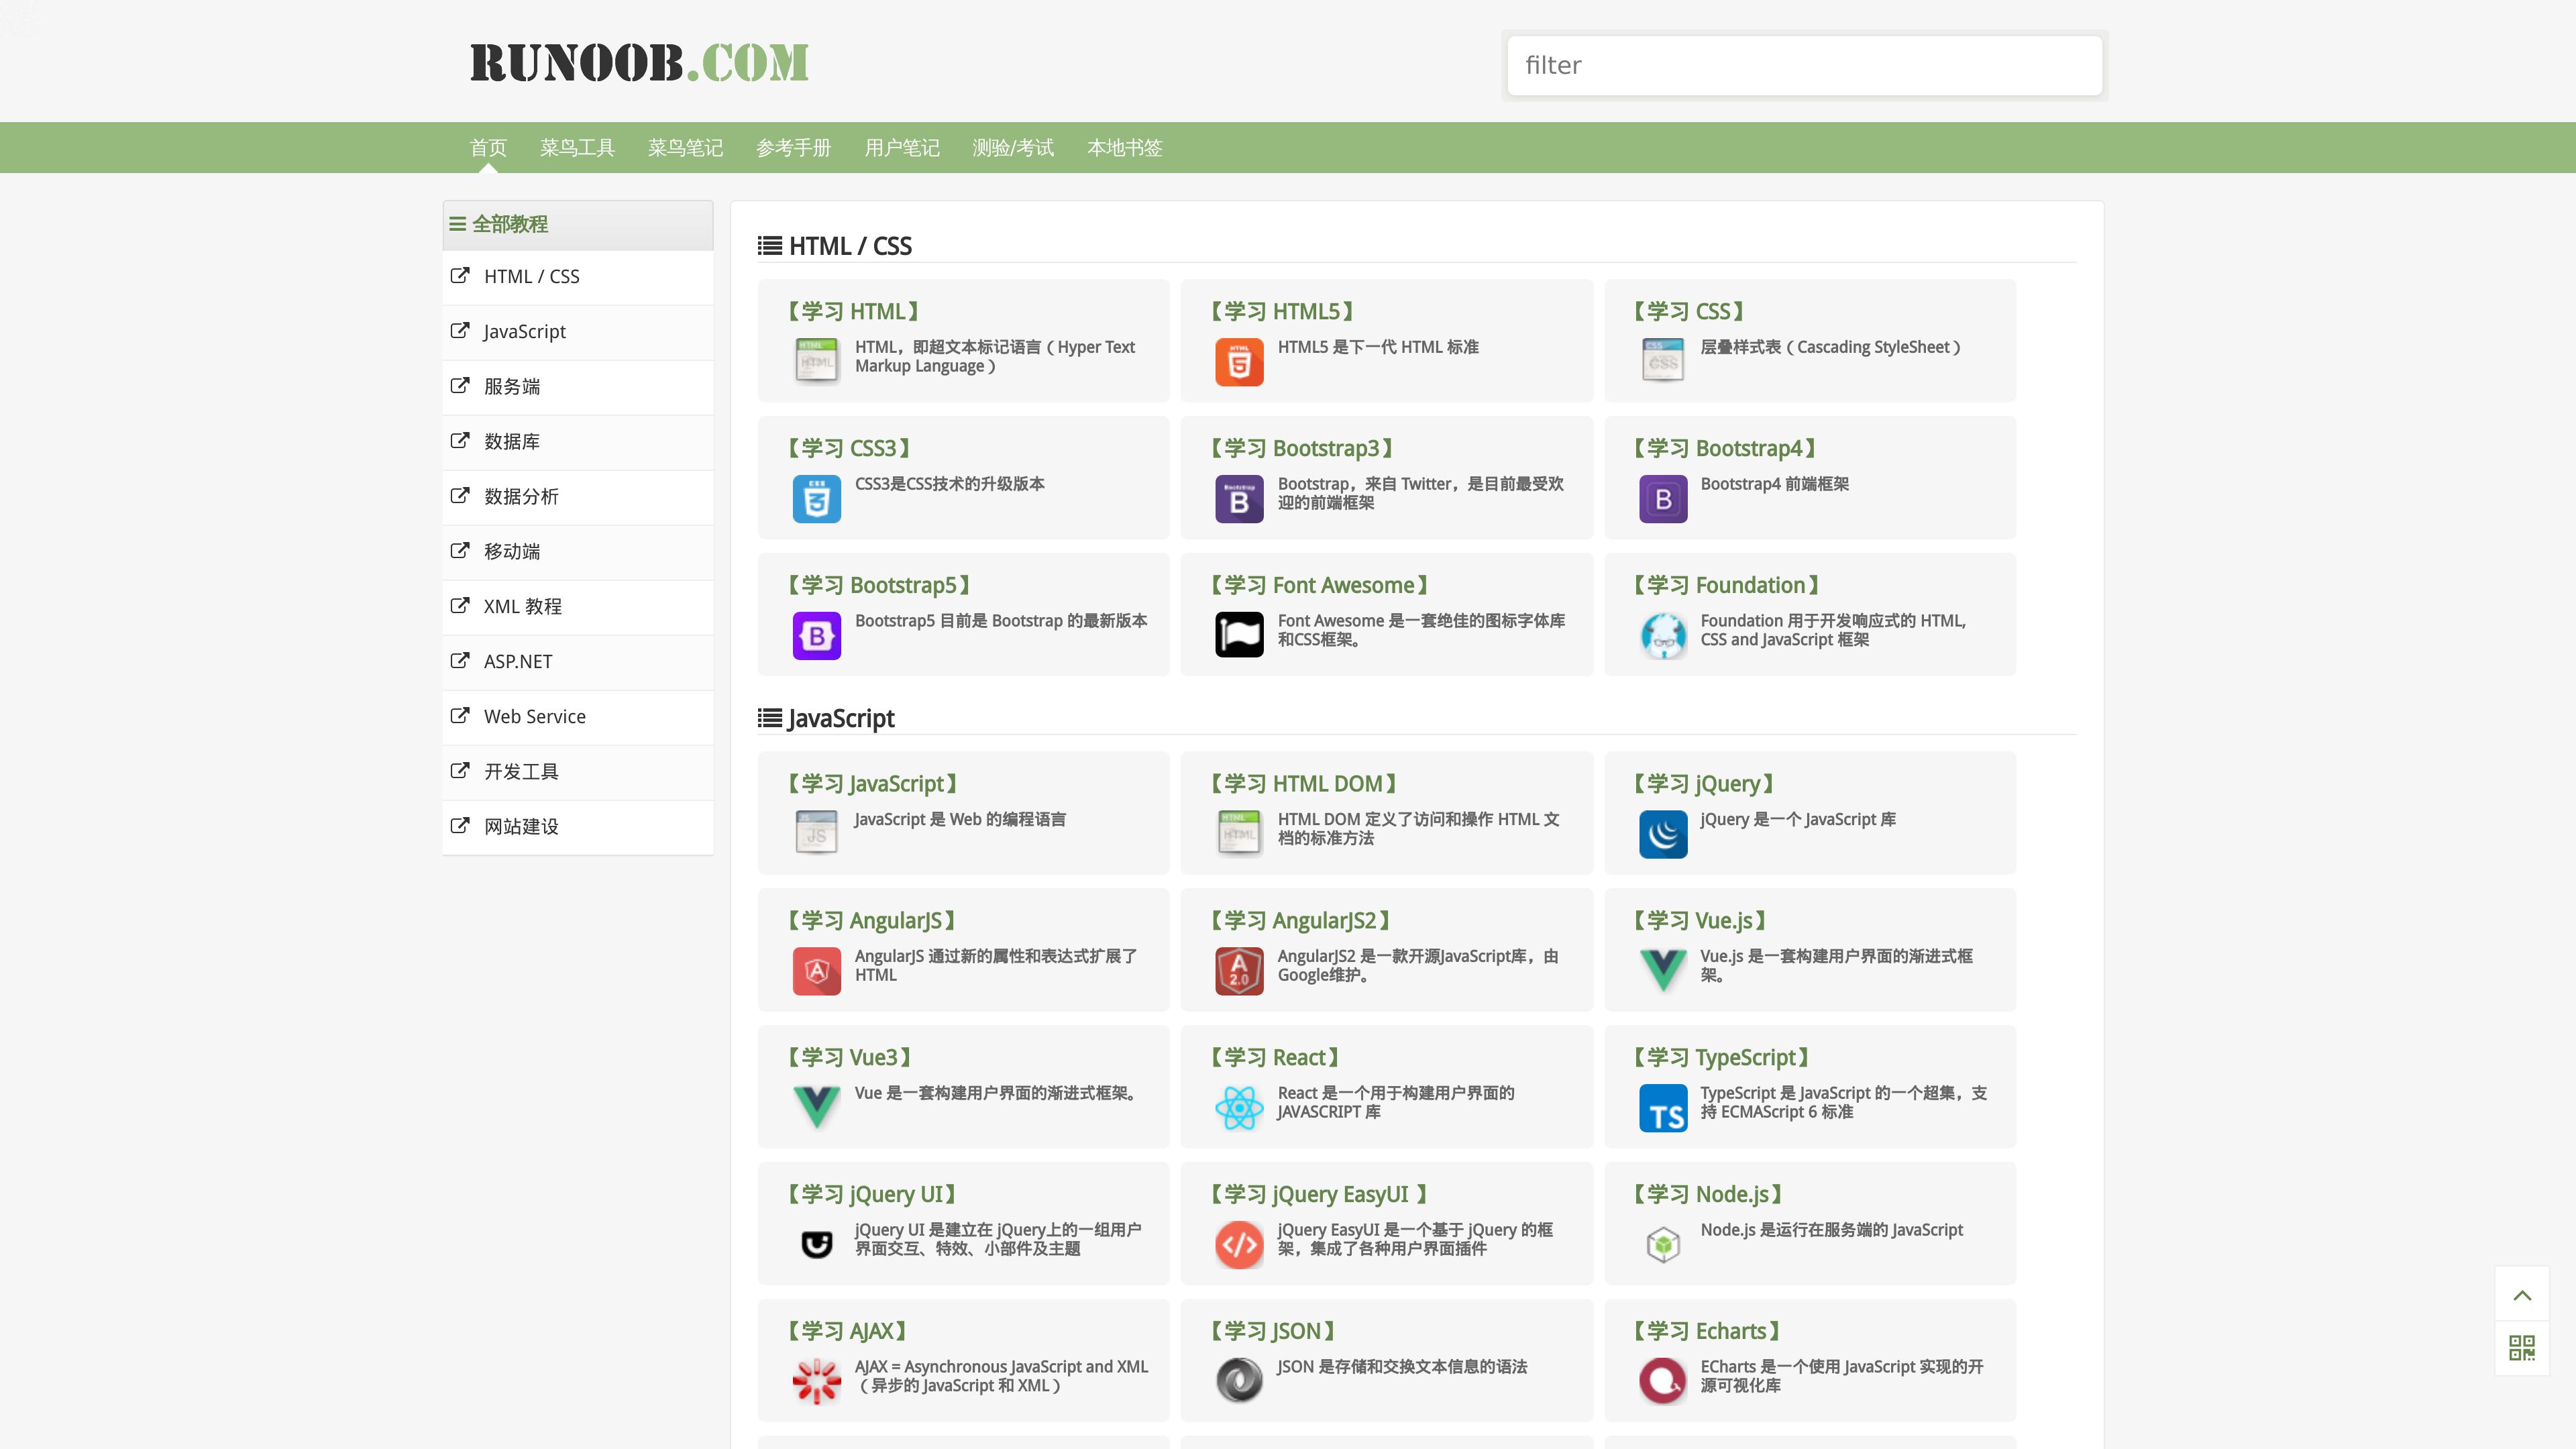 RUNOOB.COM
filter
首页 菜鸟工具 菜鸟笔记 参考手册 用户笔记 测验/考试 本地书签
全部教程
HTML / CSS
JavaScript
服务端
数据库
数据分析
移动端
XML 教程
ASP.NET
Web Service
开发工具
网站建设
HTML / CSS
【学习 HTML】
HTML，即超文本标记语言（Hyper Text
Markup Language）
【学习 HTML5】
HTML5 是下一代 HTML 标准
【学习 CSS】
层叠样式表（Cascading StyleSheet）
【学习 CSS3】
CSS3是CSS技术的升级版本
【学习 Bootstrap3】
Bootstrap，来自 Twitter，是目前最受欢
迎的前端框架
【学习 Bootstrap4】
Bootstrap4 前端框架
【学习 Bootstrap5】
Bootstrap5 目前是 Bootstrap 的最新版本
【学习 Font Awesome】
Font Awesome 是一套绝佳的图标字体库
和CSS框架。
【学习 Foundation】
Foundation 用于开发响应式的 HTML,
CSS and JavaScript 框架
JavaScript
【学习 JavaScript】
JavaScript 是 Web 的编程语言
【学习 HTML DOM】
HTML DOM 定义了访问和操作 HTML 文
档的标准方法
【学习 jQuery】
jQuery 是一个 JavaScript 库
【学习 AngularJS】
AngularJS 通过新的属性和表达式扩展了
HTML
【学习 AngularJS2】
AngularJS2 是一款开源JavaScript库，由
Google维护。
【学习 Vue.js】
Vue.js 是一套构建用户界面的渐进式框
架。
【学习 Vue3】
Vue 是一套构建用户界面的渐进式框架。
【学习 React】
React 是一个用于构建用户界面的
JAVASCRIPT 库
【学习 TypeScript】
TS
TypeScript 是 JavaScript 的一个超集，支
持 ECMAScript 6 标准
【学习 jQuery UI】
jQuery UI 是建立在 jQuery上的一组用户
界面交互、特效、小部件及主题
【学习 jQuery EasyUI 】
jQuery EasyUI 是一个基于 jQuery 的框
架，集成了各种用户界面插件
【学习 Node.js】
Node.js 是运行在服务端的 JavaScript
【学习 AJAX】
AJAX = Asynchronous JavaScript and XML
（异步的 JavaScript 和 XML）
【学习 JSON】
JSON 是存储和交换文本信息的语法
【学习 Echarts】
ECharts 是一个使用 JavaScript 实现的开
源可视化库